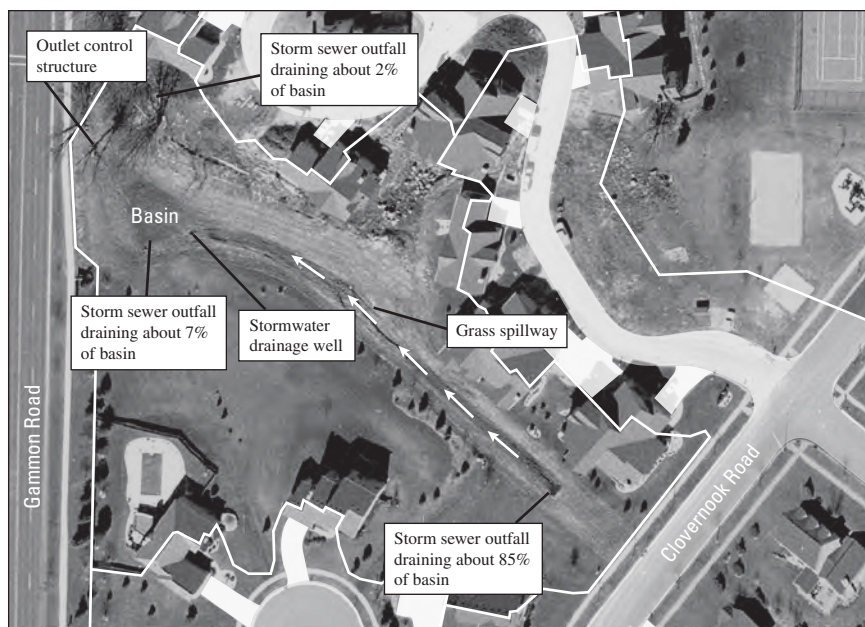 Outlet control
structure
Storm sewer outfall
draining about 2%
of basin
Basin
Storm sewer outfall
draining about 7%
of basin
Stormwater
drainage well
Grass spillway
Gammon Road
Clovernook Road
Storm sewer outfall
draining about 85%
of basin